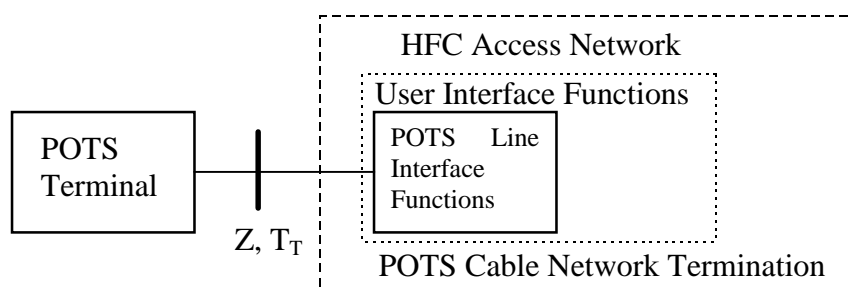 HFC Access Network
User Interface Functions
POTS
Terminal
POTS Line
Interface
Functions
Z, T_T
POTS Cable Network Termination